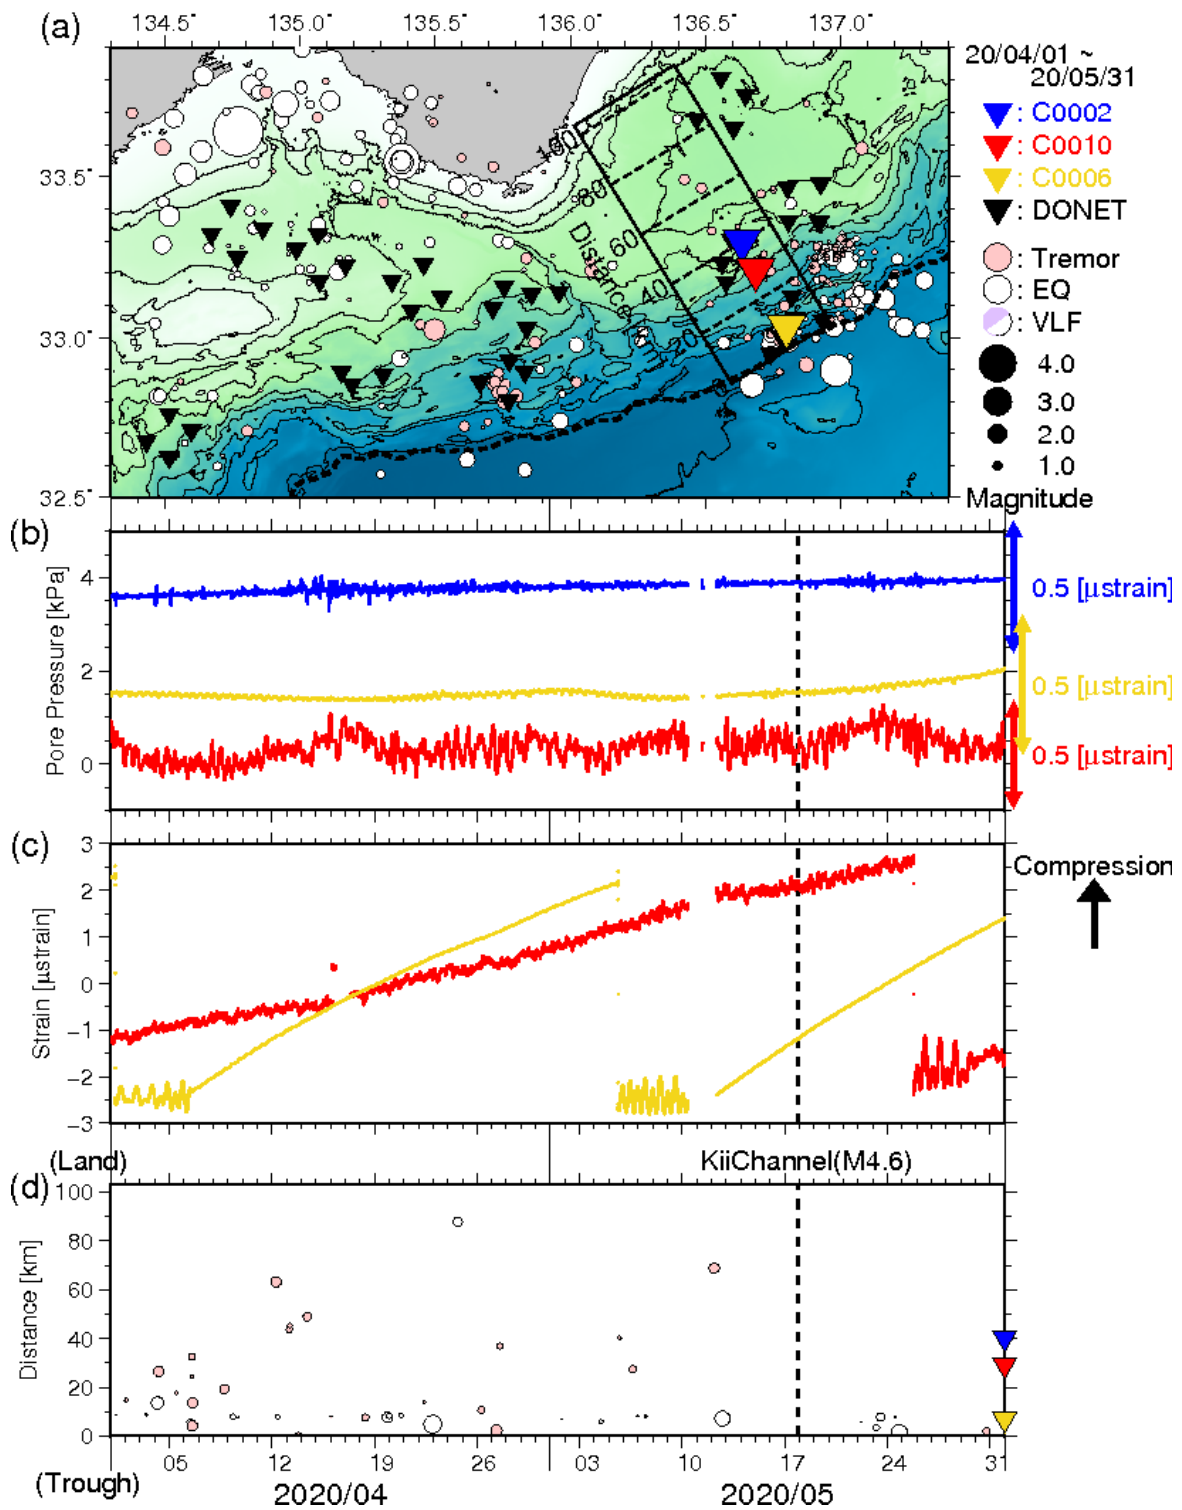 (a)
134.5° 135.0° 135.5° 136.0° 136.5° 137.0°
20/04/01 ~
20/05/31
: C0002
: C0010
: C0006
: DONET
: Tremor
: EQ
: VLF
4.0
3.0
2.0
1.0
Magnitude
33.5°
33.0°
32.5°
100
80
60
40
20
(b)
Pore Pressure [kPa]
4
2
0
0.5 [μstrain]
0.5 [μstrain]
0.5 [μstrain]
(c)
Strain [μstrain]
3
2
1
0
−1
−2
−3
Compression
(Land)
KiiChannel(M4.6)
(d)
Distance [km]
100
80
60
40
20
0
05 12 19 26 03 10 17 24 31
(Trough)
2020/04 2020/05